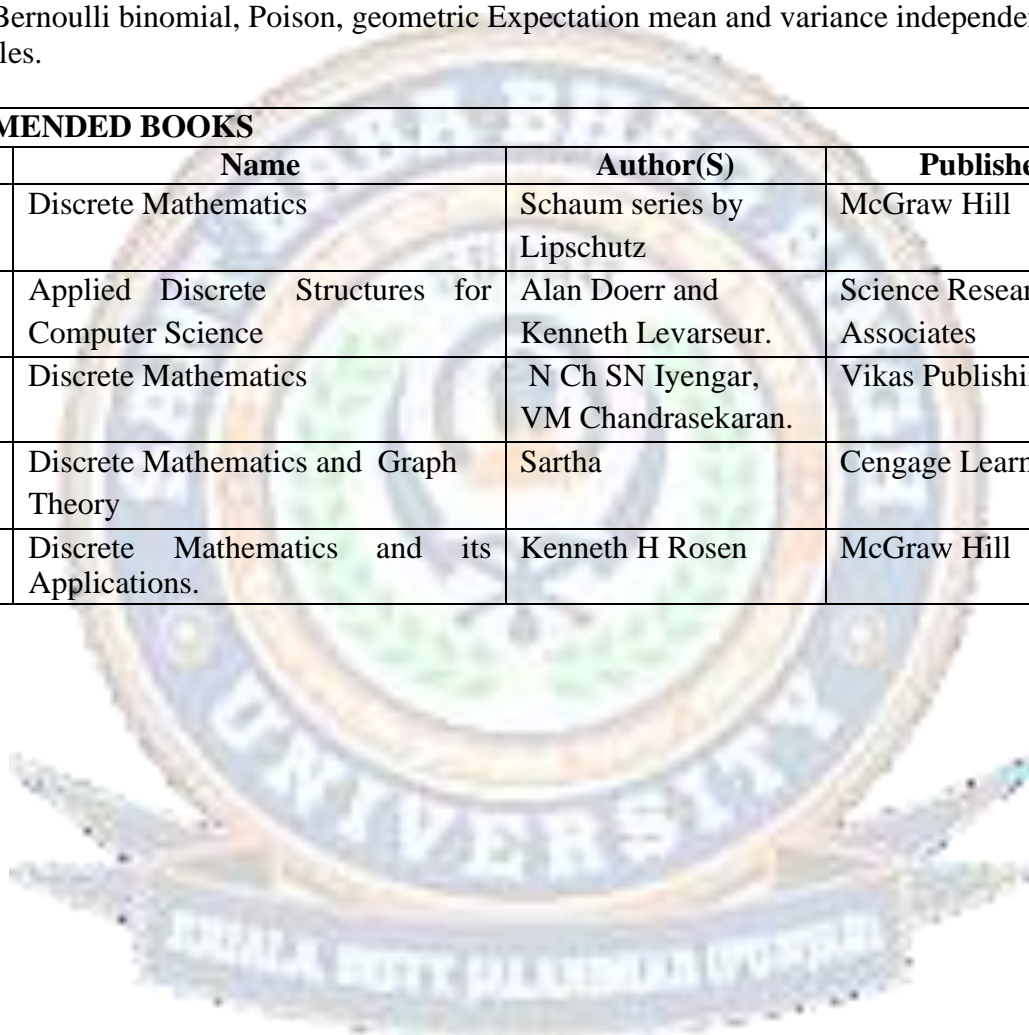 Bernoulli binomial, Poison, geometric Expectation mean and variance independe
les.
MENDED BOOKS
Name Author(S) Publishe
Discrete Mathematics Schaum series by McGraw Hill
Lipschutz
Applied Discrete Structures for Alan Doerr and Science Resear
Computer Science Kenneth Levarseur. Associates
Discrete Mathematics N Ch SN Iyengar, Vikas Publishi
VM Chandrasekaran.
Discrete Mathematics and Graph Sartha Cengage Learn
Theory
Discrete Mathematics and its Kenneth H Rosen McGraw Hill
Applications.
UNIVERSITY